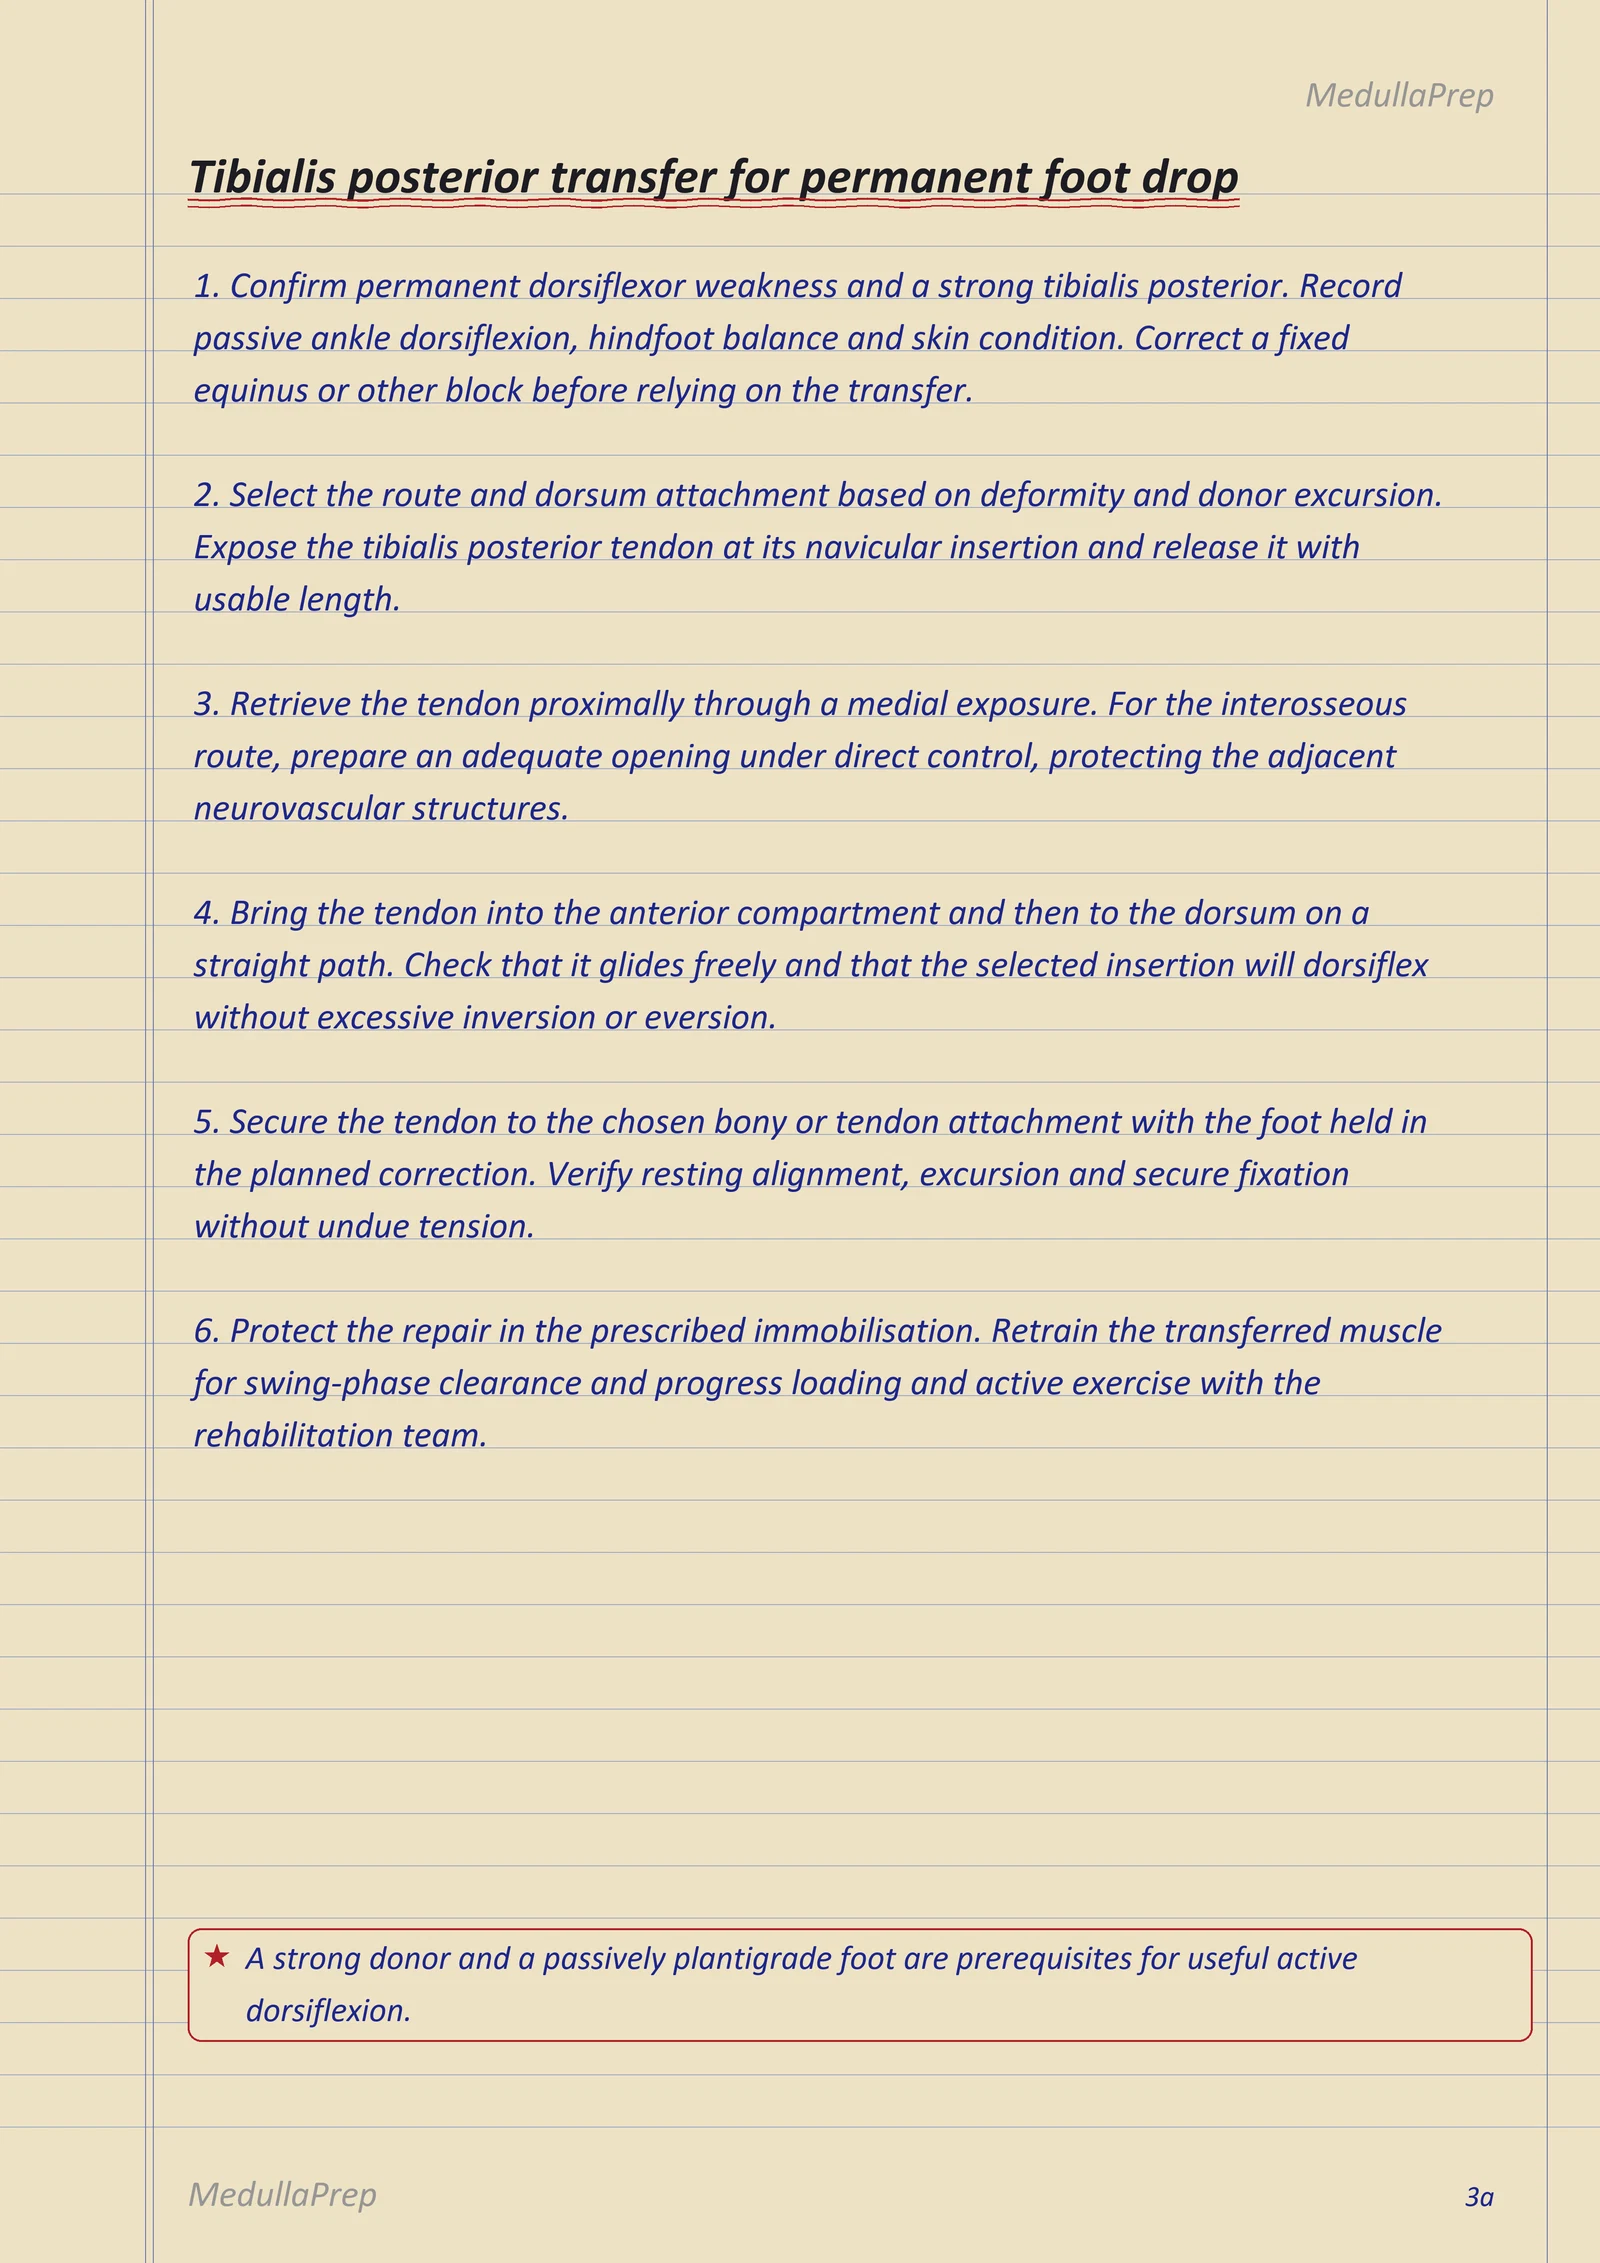 MedullaPrep
Tibialis posterior transfer for permanent foot drop
1. Confirm permanent dorsiflexor weakness and a strong tibialis posterior. Record
passive ankle dorsiflexion, hindfoot balance and skin condition. Correct a fixed
equinus or other block before relying on the transfer.
2. Select the route and dorsum attachment based on deformity and donor excursion.
Expose the tibialis posterior tendon at its navicular insertion and release it with
usable length.
3. Retrieve the tendon proximally through a medial exposure. For the interosseous
route, prepare an adequate opening under direct control, protecting the adjacent
neurovascular structures.
4. Bring the tendon into the anterior compartment and then to the dorsum on a
straight path. Check that it glides freely and that the selected insertion will dorsiflex
without excessive inversion or eversion.
5. Secure the tendon to the chosen bony or tendon attachment with the foot held in
the planned correction. Verify resting alignment, excursion and secure fixation
without undue tension.
6. Protect the repair in the prescribed immobilisation. Retrain the transferred muscle
for swing-phase clearance and progress loading and active exercise with the
rehabilitation team.
★ A strong donor and a passively plantigrade foot are prerequisites for useful active
dorsiflexion.
MedullaPrep
3a